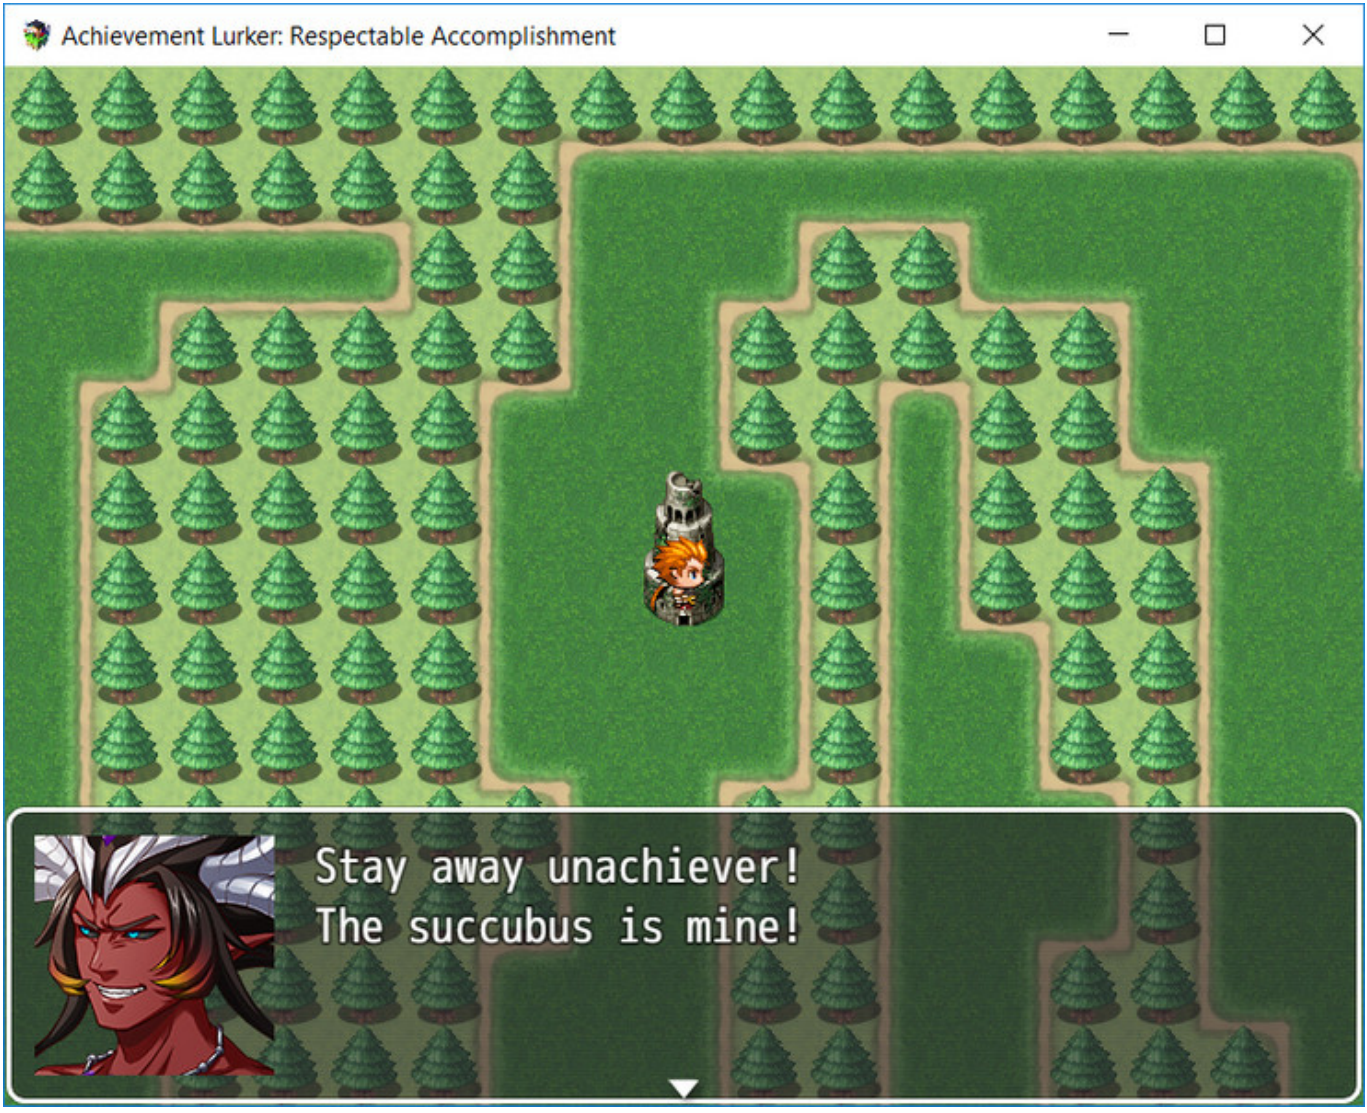 Achievement Lurker: Respectable Accomplishment
Stay away unachiever!
The succubus is mine!